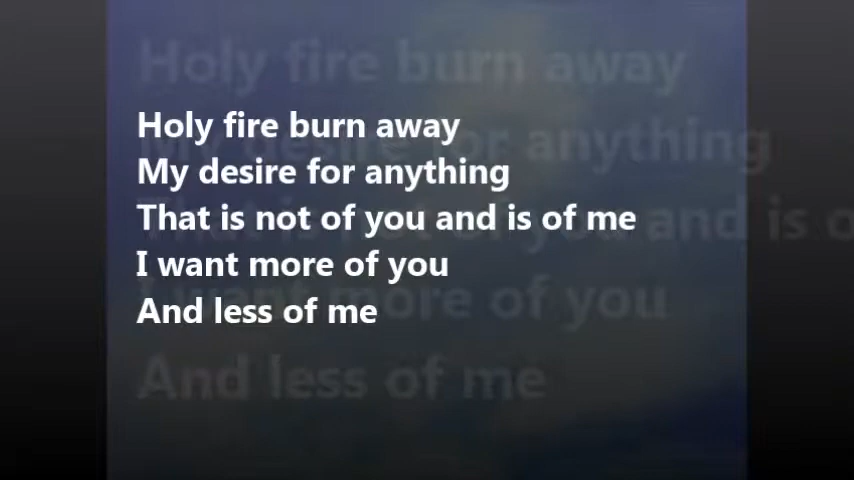 Holy fire burn away
My desire for anything
That is not of you and is of me
I want more of you
And less of me